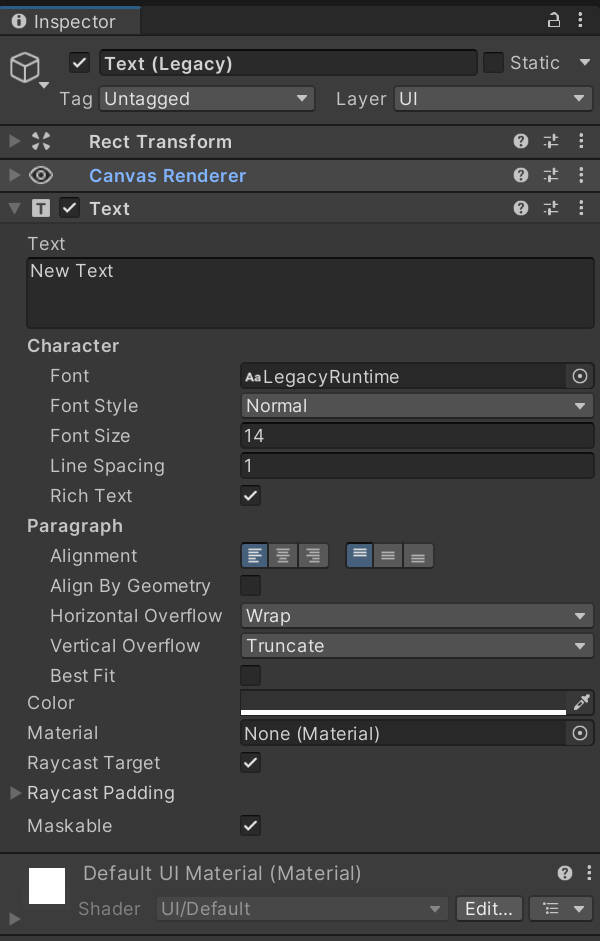 Inspector
Text (Legacy) Static
Tag Untagged Layer UI
Rect Transform
Canvas Renderer
T Text
Text
New Text
Character
Font Aa LegacyRuntime
Font Style Normal
Font Size 14
Line Spacing 1
Rich Text
Paragraph
Alignment
Align By Geometry
Horizontal Overflow Wrap
Vertical Overflow Truncate
Best Fit
Color
Material None (Material)
Raycast Target
Raycast Padding
Maskable
Default UI Material (Material)
Shader UI/Default Edit...